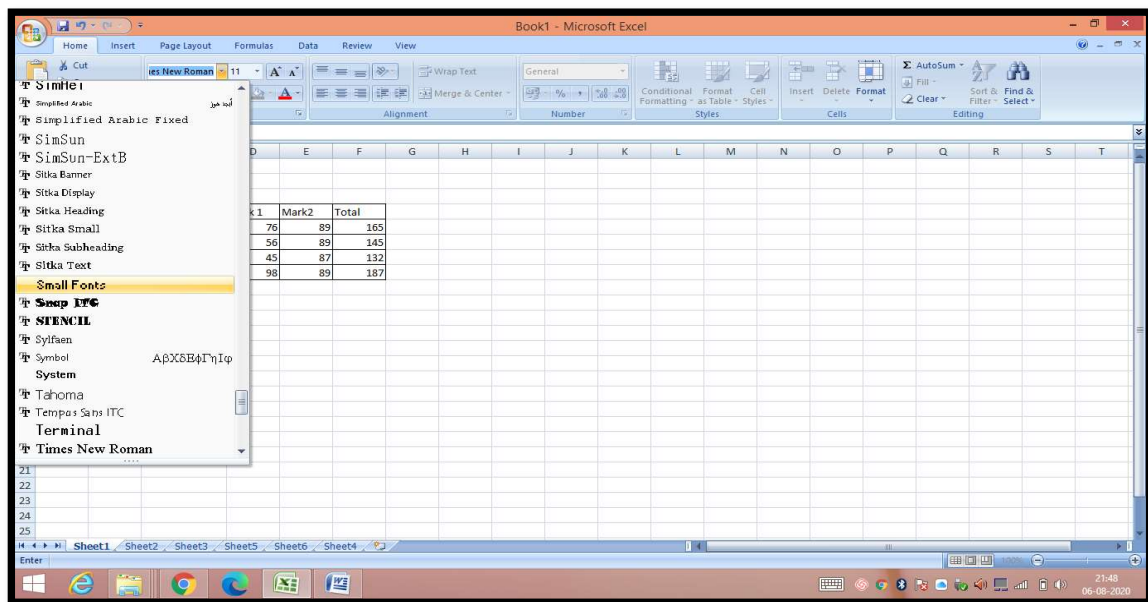 Book1 - Microsoft Excel
Home Insert Page Layout Formulas Data Review View
Cut
es New Roman 11
Wrap Text
General
Conditional Formatting
Format as Table
Cell Styles
Insert Delete Format
AutoSum
Fill
Clear
Sort & Filter
Find & Select
Merge & Center
Alignment Number Styles Cells Editing
SimHei
Simplified Arabic أبجد هوز
Simplified Arabic Fixed
SimSun
SimSun-ExtB
Sitka Banner
Sitka Display
Sitka Heading
Sitka Small
Sitka Subheading
Sitka Text
Small Fonts
Snap ITC
STENCIL
Sylfaen
Symbol ΑβΧδΕφΓηΙφ
System
Tahoma
Tempus Sans ITC
Terminal
Times New Roman
D E F G H I J K L M N O P Q R S T
k 1 Mark2 Total
76 89 165
56 89 145
45 87 132
98 89 187
21
22
23
24
25
Sheet1 Sheet2 Sheet3 Sheet5 Sheet6 Sheet4
Enter
100%
21:48
06-08-2020